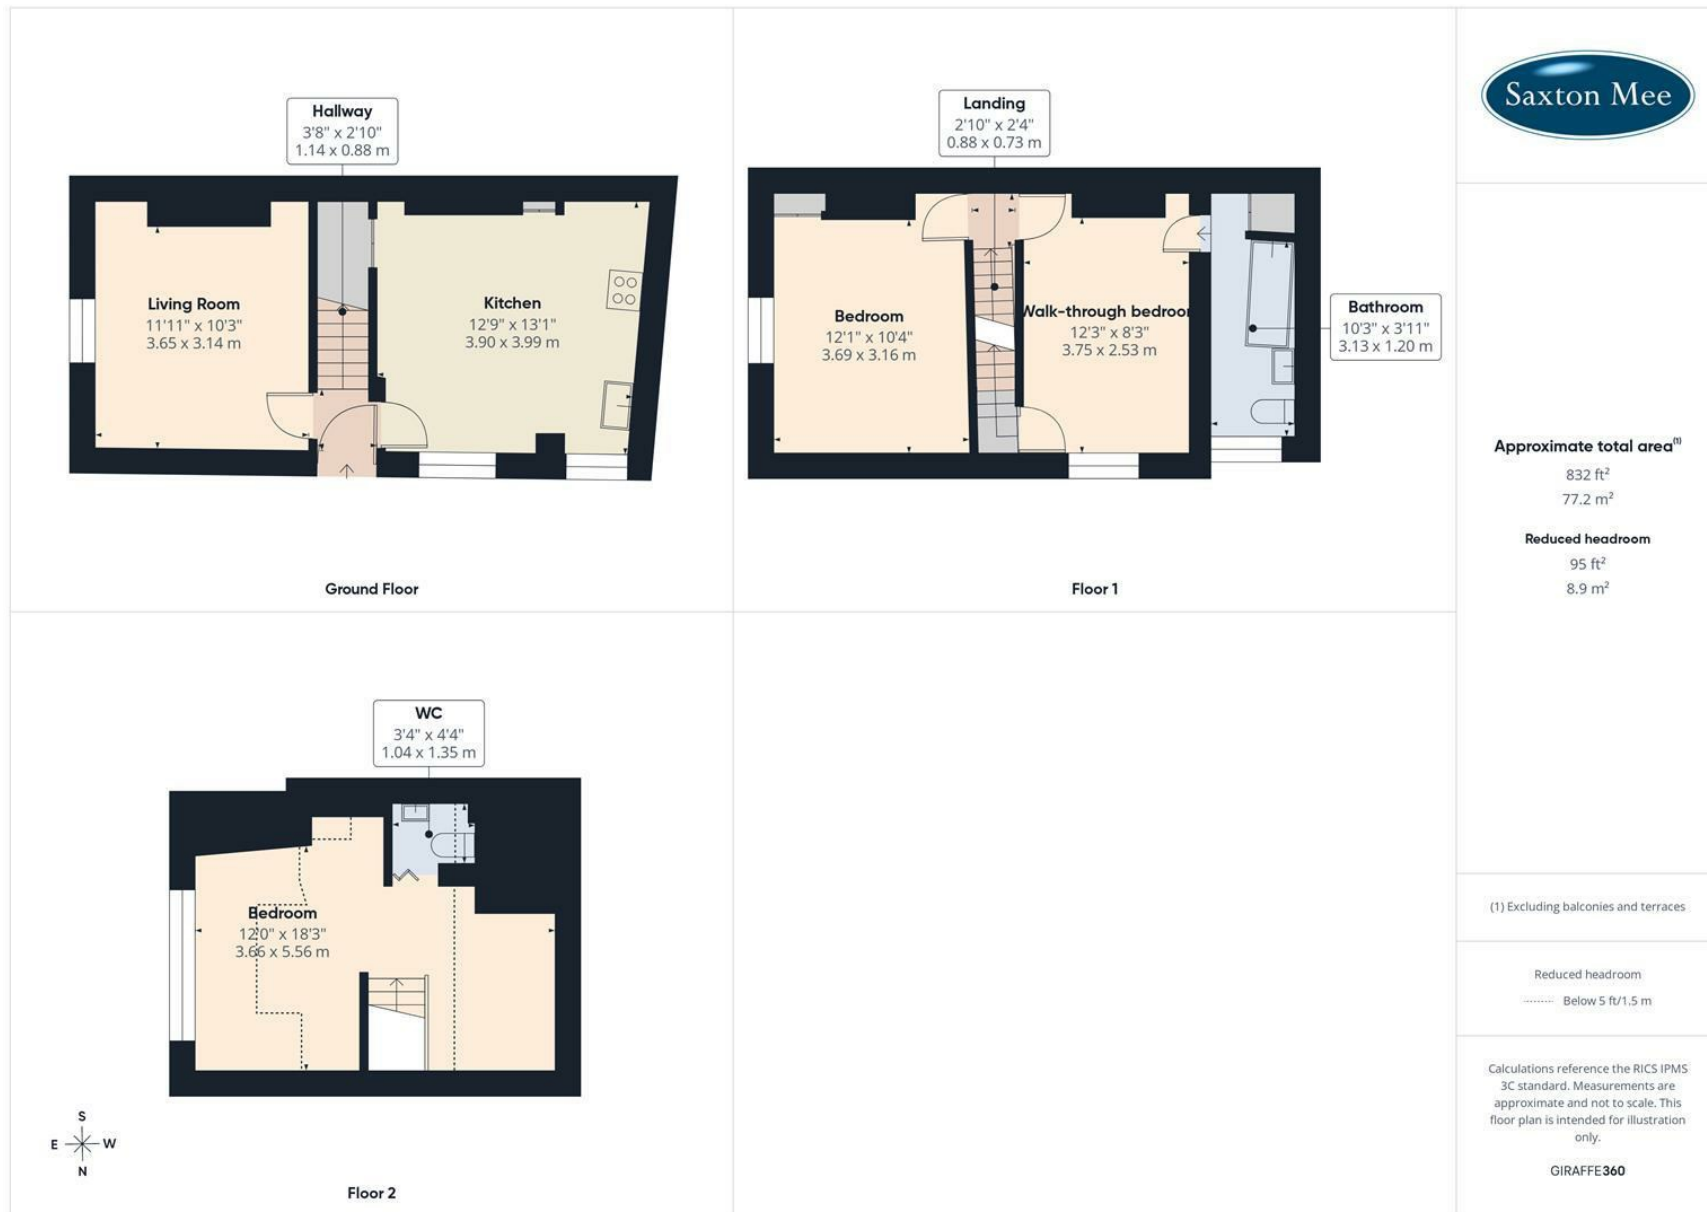 Hallway
3'8" x 2'10"
1.14 x 0.88 m
Living Room
11'11" x 10'3"
3.65 x 3.14 m
Kitchen
12'9" x 13'1"
3.90 x 3.99 m
Ground Floor
Landing
2'10" x 2'4"
0.88 x 0.73 m
Bedroom
12'1" x 10'4"
3.69 x 3.16 m
Walk-through bedroom
12'3" x 8'3"
3.75 x 2.53 m
Bathroom
10'3" x 3'11"
3.13 x 1.20 m
Floor 1
WC
3'4" x 4'4"
1.04 x 1.35 m
Bedroom
12'0" x 18'3"
3.66 x 5.56 m
S
E W
N
Floor 2
Saxton Mee
Approximate total area(1)
832 ft²
77.2 m²
Reduced headroom
95 ft²
8.9 m²
(1) Excluding balconies and terraces
Reduced headroom
Below 5 ft/1.5 m
Calculations reference the RICS IPMS
3C standard. Measurements are
approximate and not to scale. This
floor plan is intended for illustration
only.
GIRAFFE360